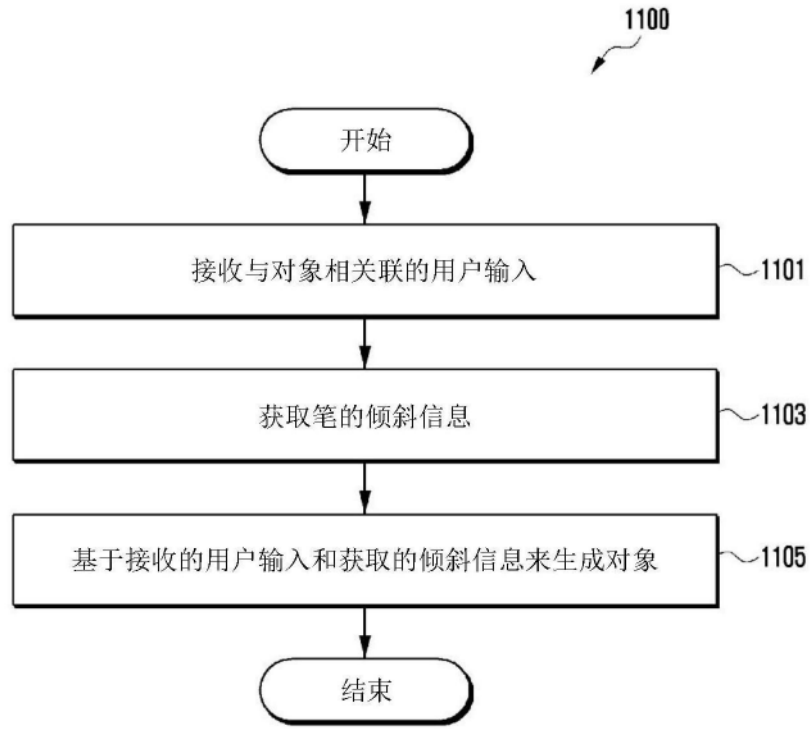 1100
开始
接收与对象相关联的用户输入
1101
获取笔的倾斜信息
1103
基于接收的用户输入和获取的倾斜信息来生成对象
1105
结束